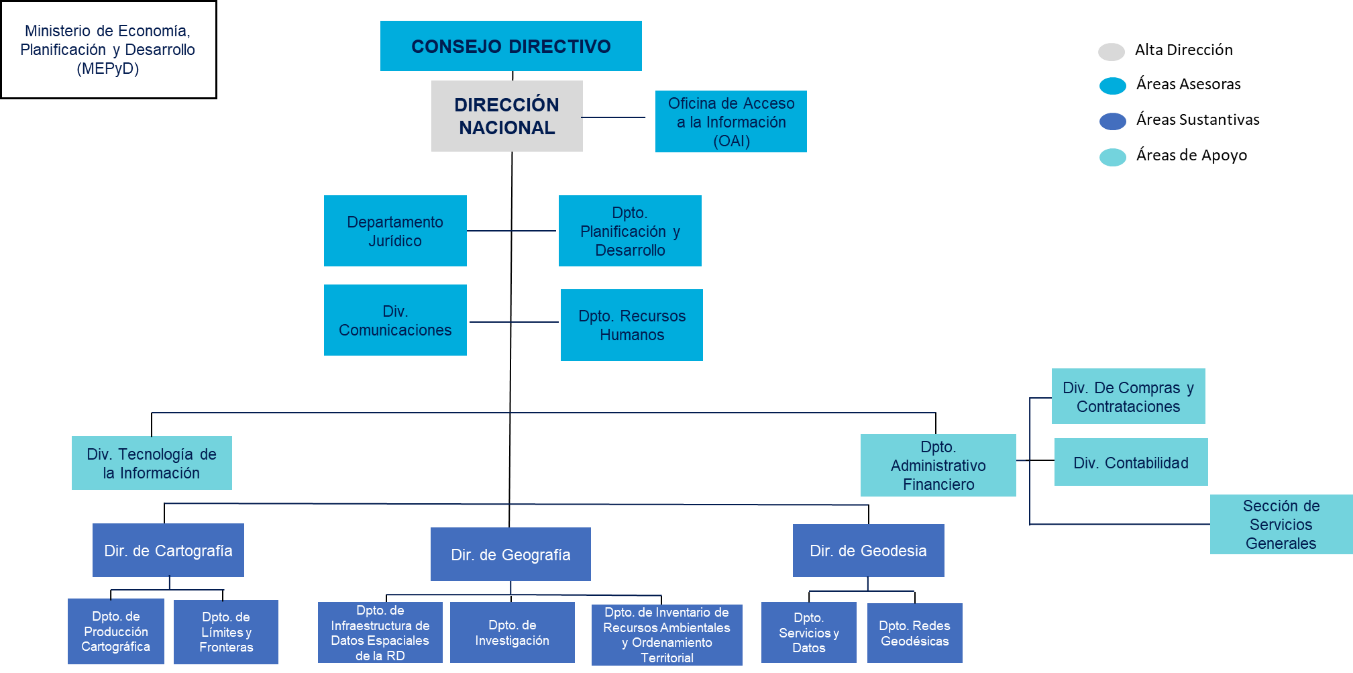 Ministerio de Economía,
Planificación y Desarrollo
(MEPyD)
CONSEJO DIRECTIVO
DIRECCIÓN
NACIONAL
Oficina de Acceso
a la Información
(OAI)
Alta Dirección
Áreas Asesoras
Áreas Sustantivas
Áreas de Apoyo
Departamento
Jurídico
Dpto.
Planificación y
Desarrollo
Div.
Comunicaciones
Dpto. Recursos
Humanos
Div. Tecnología de
la Información
Dpto.
Administrativo
Financiero
Div. De Compras y
Contrataciones
Div. Contabilidad
Sección de
Servicios
Generales
Dir. de Cartografía
Dir. de Geografía
Dir. de Geodesia
Dpto. de
Producción
Cartográfica
Dpto. de
Límites y
Fronteras
Dpto. de
Infraestructura de
Datos Espaciales
de la RD
Dpto. de
Investigación
Dpto. de Inventario de
Recursos Ambientales
y Ordenamiento
Territorial
Dpto.
Servicios y
Datos
Dpto. Redes
Geodésicas